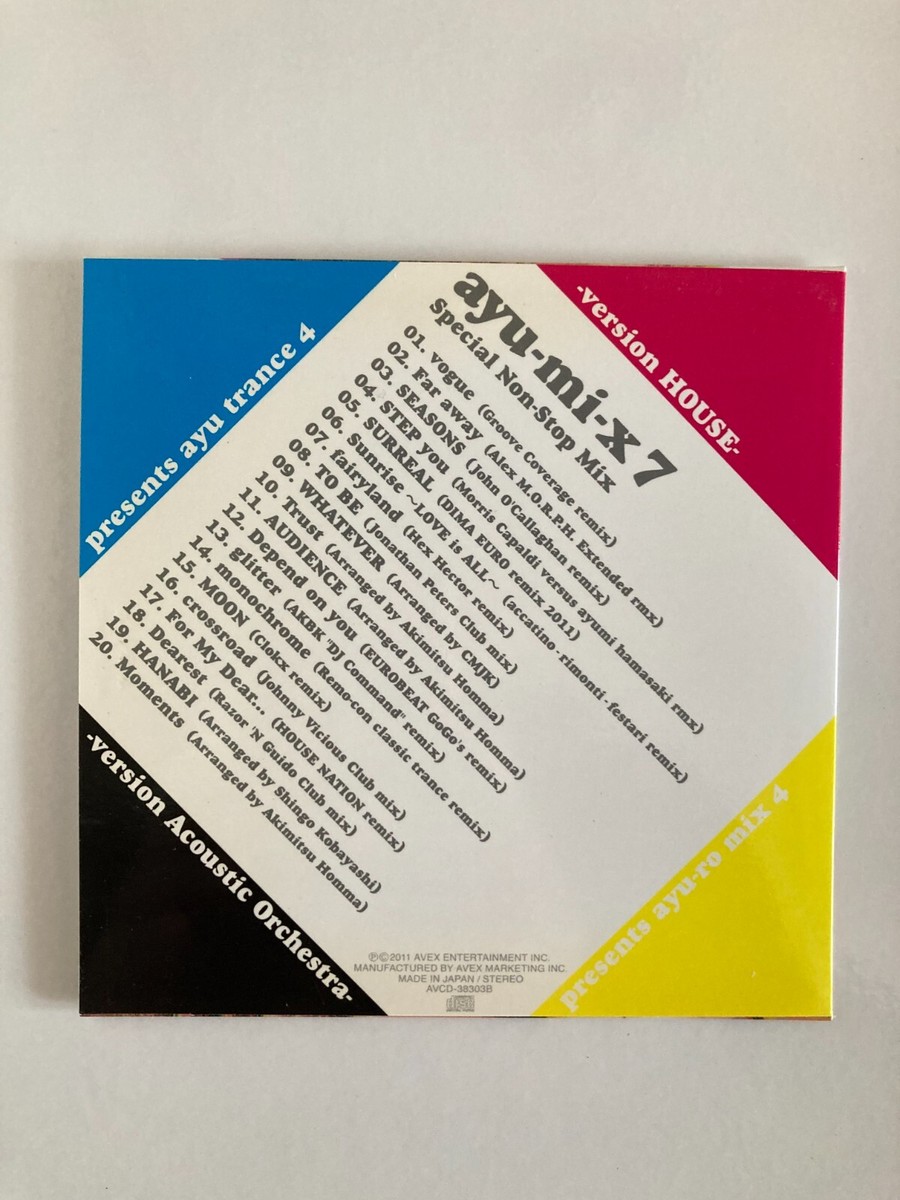 ayu-mi-x 7
Special Non-Stop Mix
-version HOUSE-
presents ayu trance 4
01. vogue (Groove Coverage remix)
02. Far away (Alex M.O.R.P.H. Extended rmx)
03. SEASONS (John O'Callaghan remix)
04. STEP you (Morris Capaldi versus ayumi hamasaki rmx)
05. SURREAL (DIMA EURO remix 2011)
06. Sunrise ～LOVE is ALL～ (accatino - rimonti - festari remix)
07. fairyland (Hex Hector remix)
08. TO BE (Jonathan Peters Club mix)
09. WHATEVER (Arranged by CMJK)
10. Trust (Arranged by Akimitsu Homma)
11. AUDIENCE (Arranged by Akimitsu Homma)
12. Depend on you (EUROBEAT GoGo's remix)
13. glitter (AKBK "DJ Command" remix)
14. monochrome (Remo-con classic trance remix)
15. MOON (Clokx remix)
16. crossroad (Johnny Vicious Club mix)
17. For My Dear... (HOUSE NATION remix)
18. Dearest (Razor 'N Guido Club mix)
19. HANABI (Arranged by Shingo Kobayashi)
20. Moments (Arranged by Akimitsu Homma)
-version Acoustic Orchestra-
presents ayu-ro mix 4
Ⓟ©2011 AVEX ENTERTAINMENT INC.
MANUFACTURED BY AVEX MARKETING INC.
MADE IN JAPAN / STEREO
AVCD-38303B